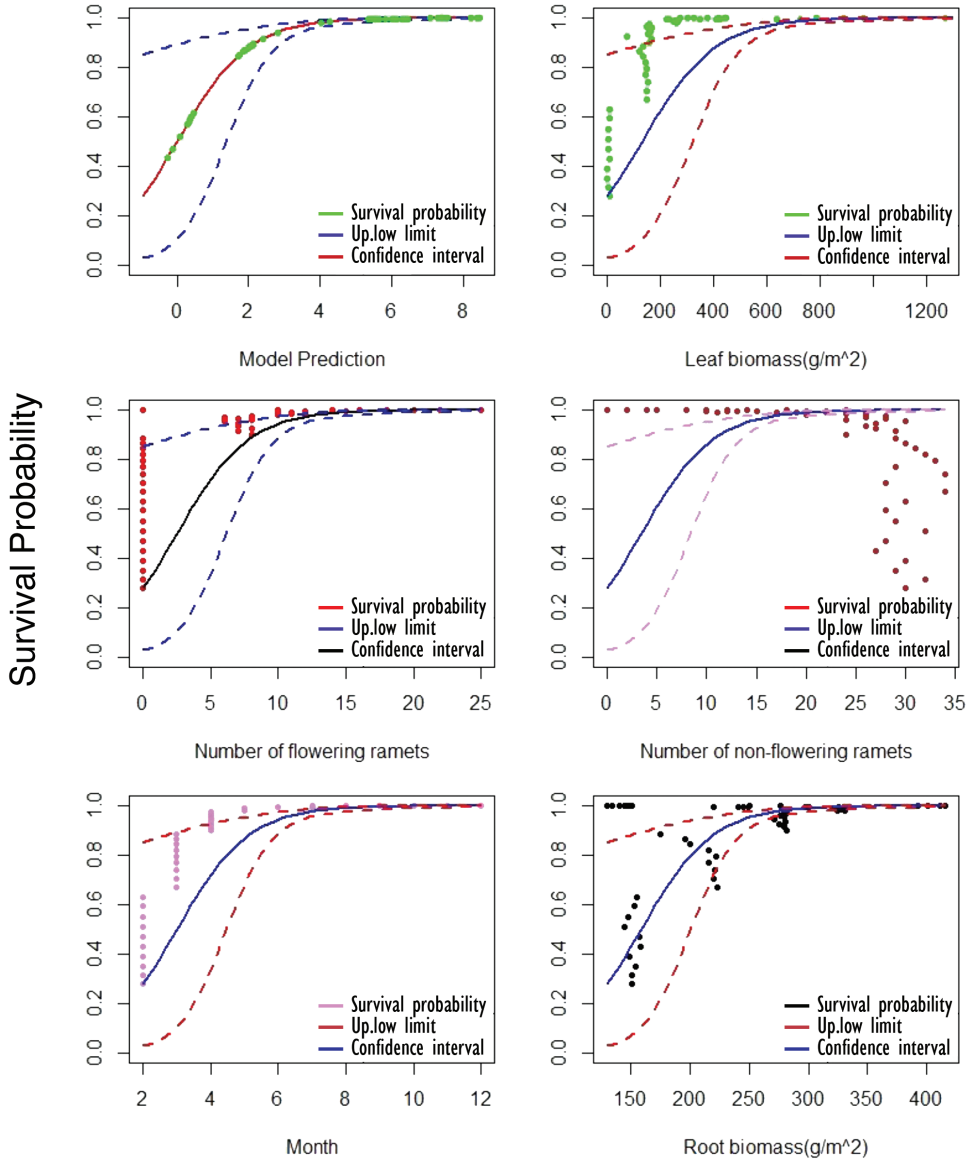 Survival Probability
0.0 0.2 0.4 0.6 0.8 1.0
Survival probability
Up.low limit
Confidence interval
0 2 4 6 8
Model Prediction
0.0 0.2 0.4 0.6 0.8 1.0
Survival probability
Up.low limit
Confidence interval
0 200 400 600 800 1200
Leaf biomass(g/m^2)
0.0 0.2 0.4 0.6 0.8 1.0
Survival probability
Up.low limit
Confidence interval
0 5 10 15 20 25
Number of flowering ramets
0.0 0.2 0.4 0.6 0.8 1.0
Survival probability
Up.low limit
Confidence interval
0 5 10 15 20 25 30 35
Number of non-flowering ramets
0.0 0.2 0.4 0.6 0.8 1.0
Survival probability
Up.low limit
Confidence interval
2 4 6 8 10 12
Month
0.0 0.2 0.4 0.6 0.8 1.0
Survival probability
Up.low limit
Confidence interval
150 200 250 300 350 400
Root biomass(g/m^2)